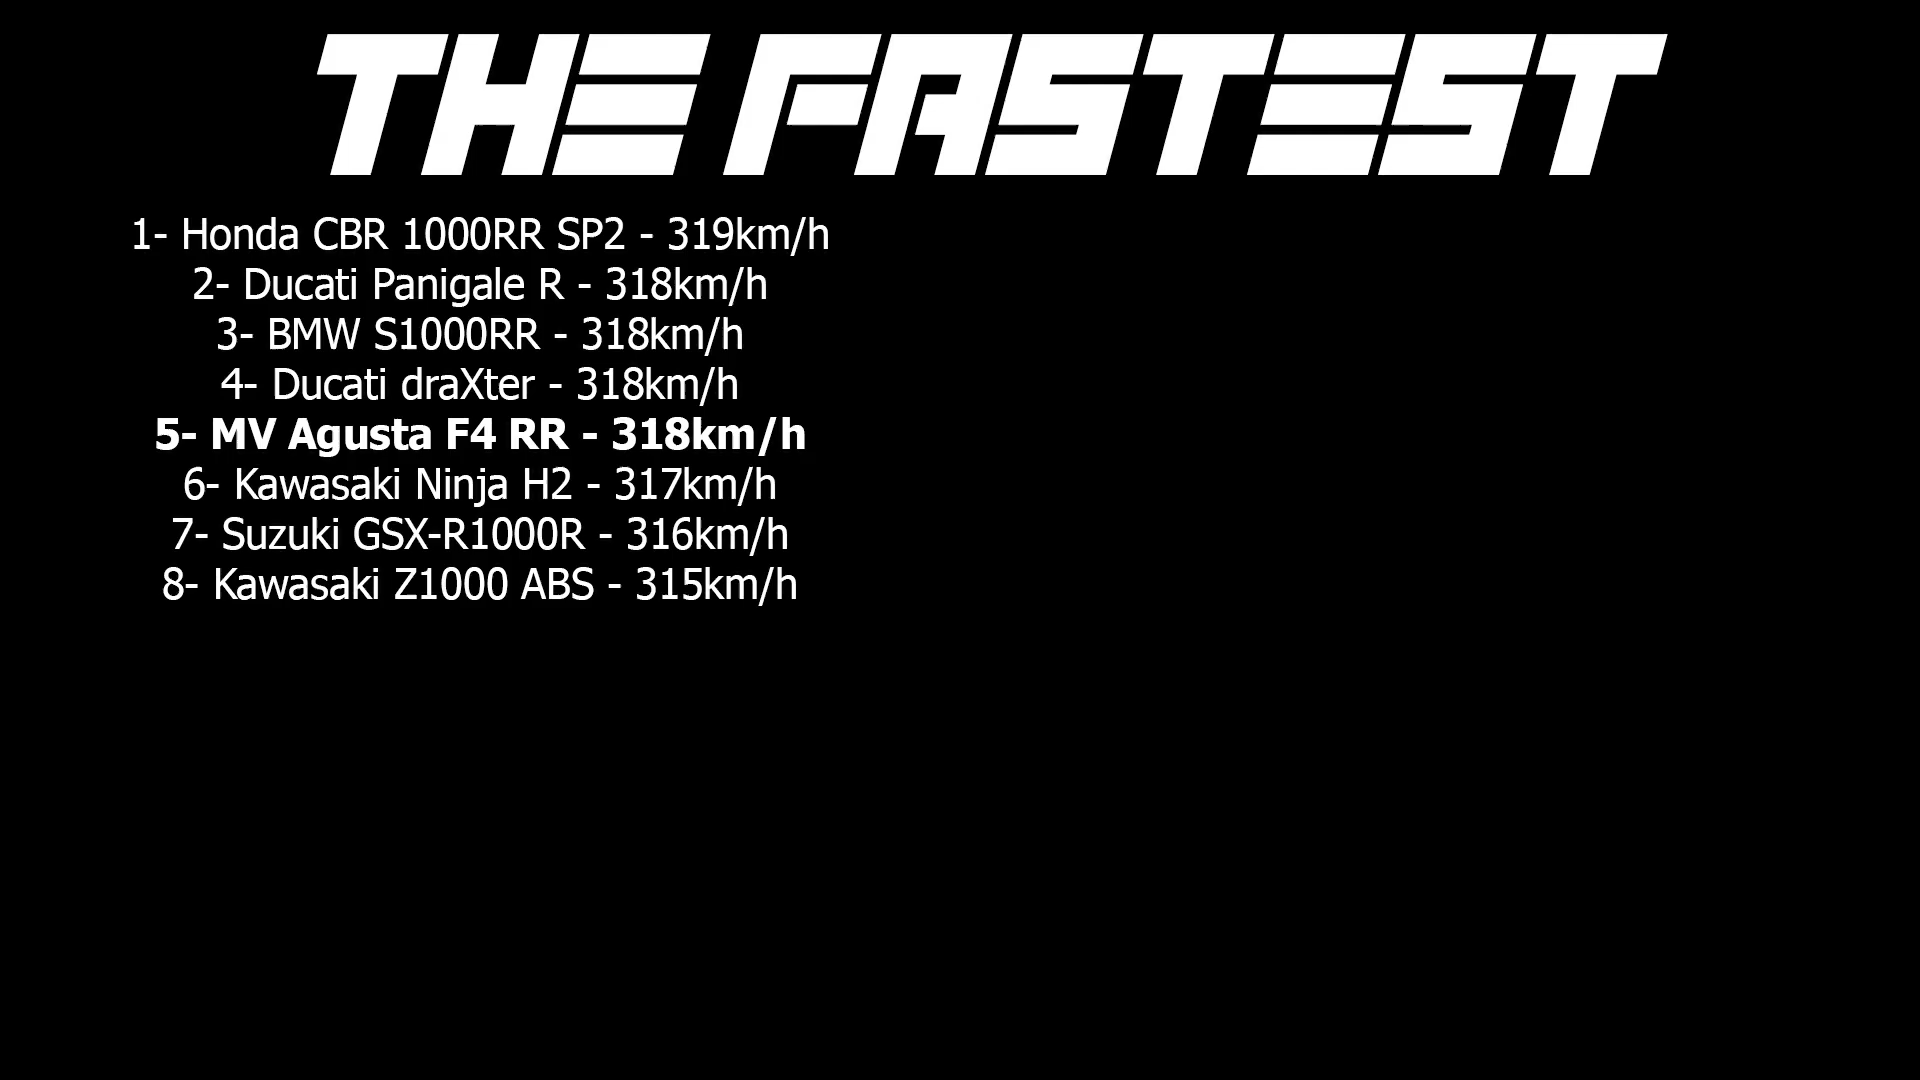 THE FASTEST
1- Honda CBR 1000RR SP2 - 319km/h
2- Ducati Panigale R - 318km/h
3- BMW S1000RR - 318km/h
4- Ducati draXter - 318km/h
5- MV Agusta F4 RR - 318km/h
6- Kawasaki Ninja H2 - 317km/h
7- Suzuki GSX-R1000R - 316km/h
8- Kawasaki Z1000 ABS - 315km/h